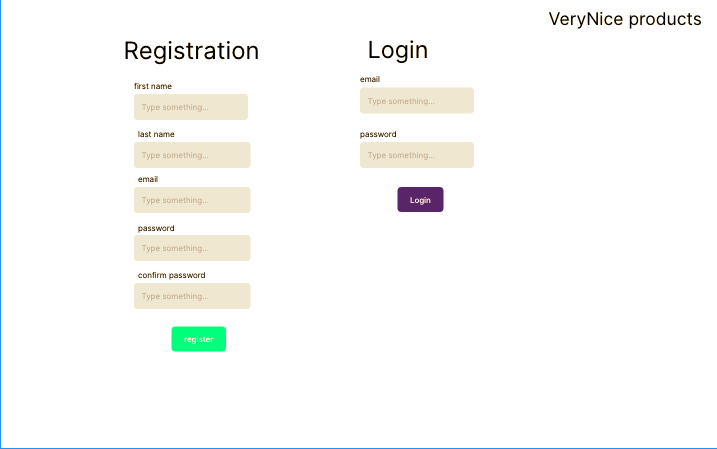 VeryNice products
Registration
first name
Type something...
last name
Type something...
email
Type something...
password
Type something...
confirm password
Type something...
register
Login
email
Type something...
password
Type something...
Login